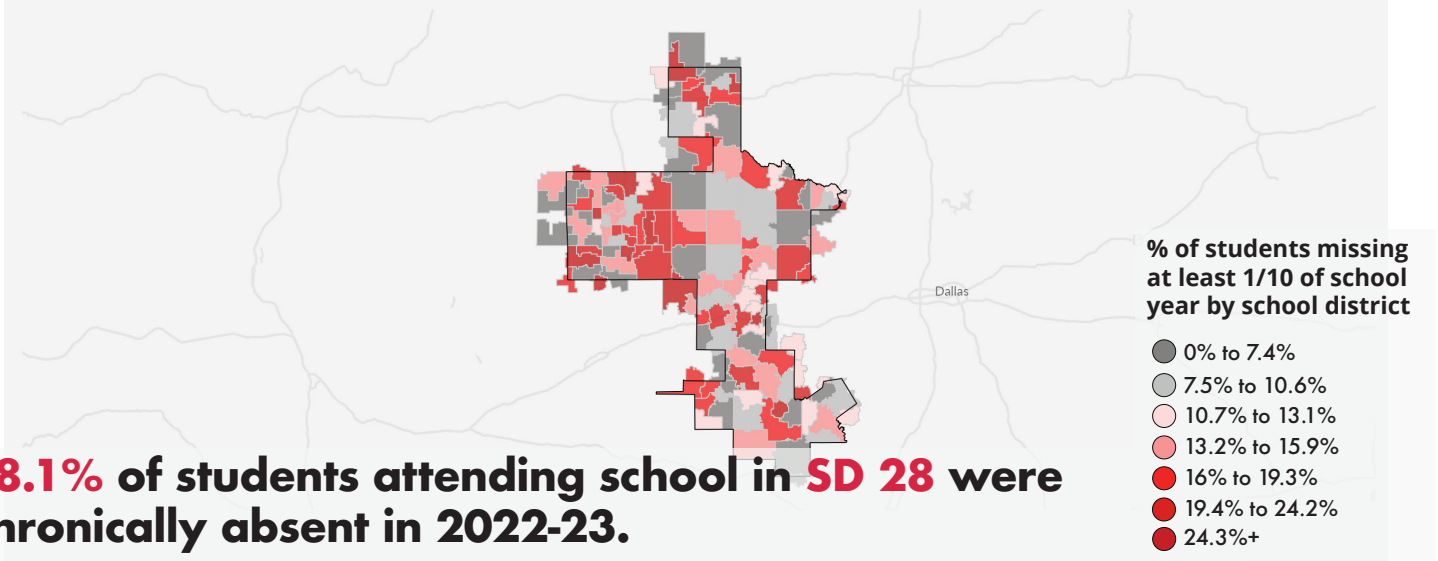 Dallas
% of students missing
at least 1/10 of school
year by school district
0% to 7.4%
7.5% to 10.6%
10.7% to 13.1%
13.2% to 15.9%
16% to 19.3%
19.4% to 24.2%
24.3%+
8.1% of students attending school in SD 28 were
hronically absent in 2022-23.